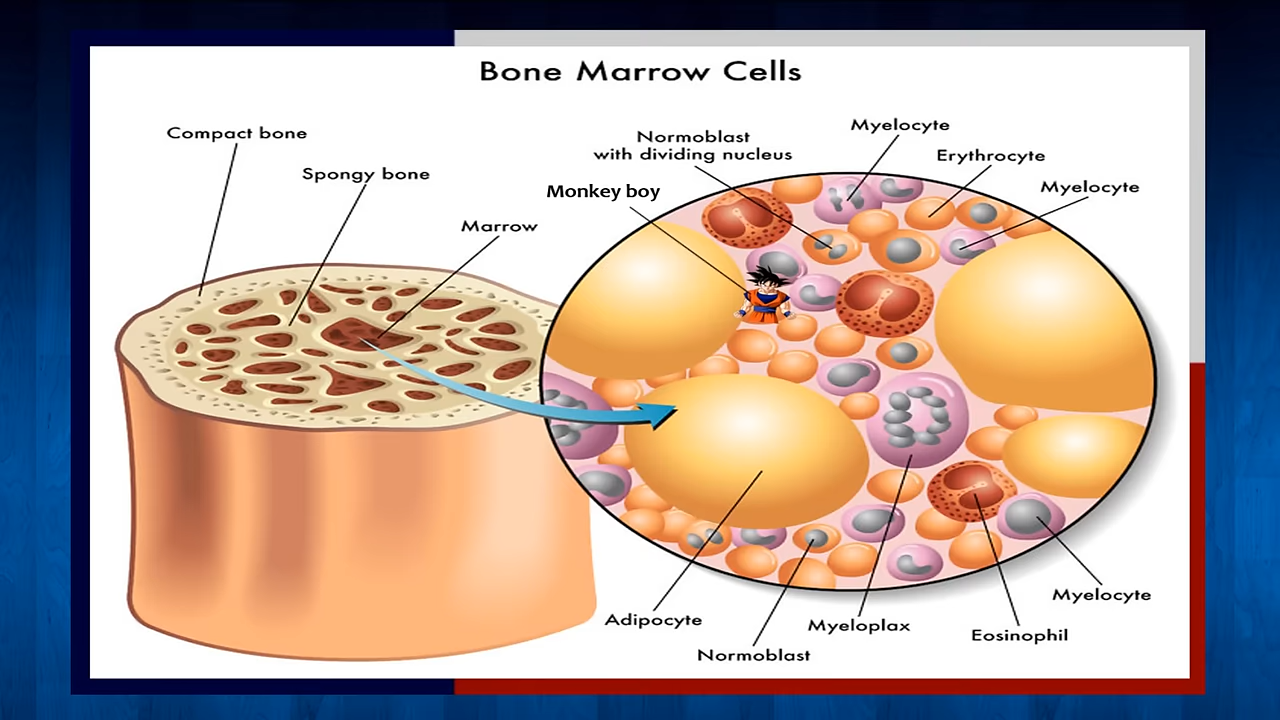 Bone Marrow Cells
Compact bone
Spongy bone
Marrow
Normoblast
with dividing nucleus
Monkey boy
Myelocyte
Erythrocyte
Myelocyte
Adipocyte
Normoblast
Myeloplax
Eosinophil
Myelocyte